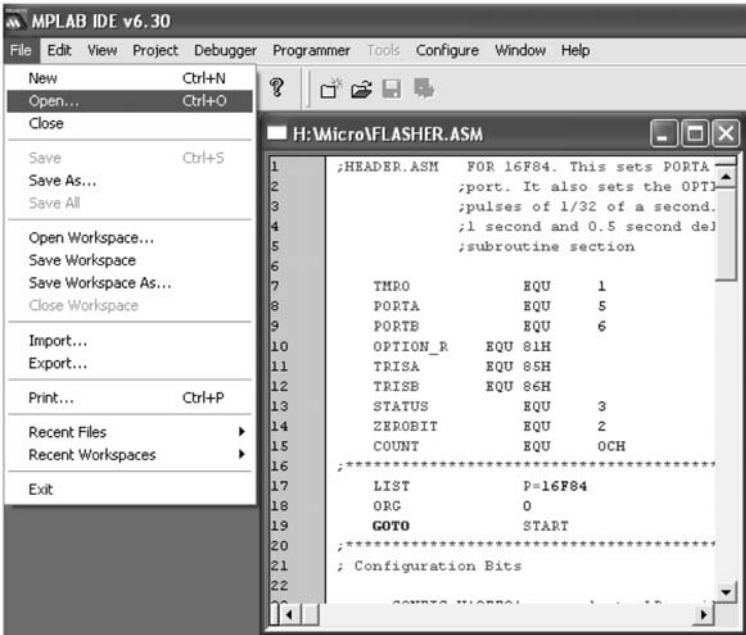 MPLAB IDE v6.30
File Edit View Project Debugger Programmer Tools Configure Window Help
New Ctrl+N
Open... Ctrl+O
Close
Save Ctrl+S
Save As...
Save All
Open Workspace...
Save Workspace
Save Workspace As...
Close Workspace
Import...
Export...
Print... Ctrl+P
Recent Files
Recent Workspaces
Exit
H:\Micro\FLASHER.ASM
1 ;HEADER.ASM FOR 16F84. This sets PORTA
2 ;port. It also sets the OPTI
3 ;pulses of 1/32 of a second.
4 ;1 second and 0.5 second del
5 ;subroutine section
6
7 TMRO EQU 1
8 PORTA EQU 5
9 PORTB EQU 6
10 OPTION_R EQU 81H
11 TRISA EQU 85H
12 TRISB EQU 86H
13 STATUS EQU 3
14 ZEROBIT EQU 2
15 COUNT EQU 0CH
16 ;*****************************************
17 LIST P=16F84
18 ORG 0
19 GOTO START
20 ;*****************************************
21 ; Configuration Bits
22